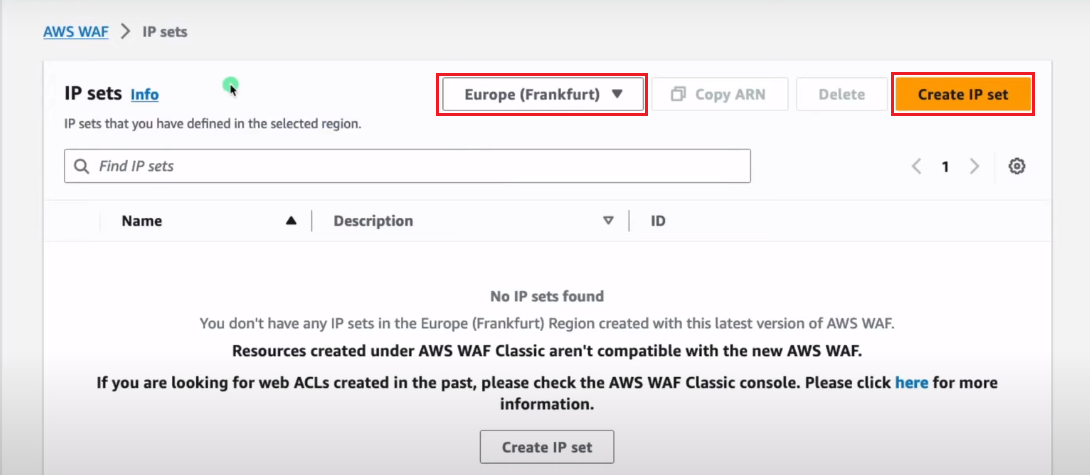 AWS WAF > IP sets
IP sets Info
Europe (Frankfurt) ▼
Copy ARN
Delete
Create IP set
IP sets that you have defined in the selected region.
Find IP sets
< 1 >
Name ▲ Description ▽ ID
No IP sets found
You don't have any IP sets in the Europe (Frankfurt) Region created with this latest version of AWS WAF.
Resources created under AWS WAF Classic aren't compatible with the new AWS WAF.
If you are looking for web ACLs created in the past, please check the AWS WAF Classic console. Please click here for more
information.
Create IP set